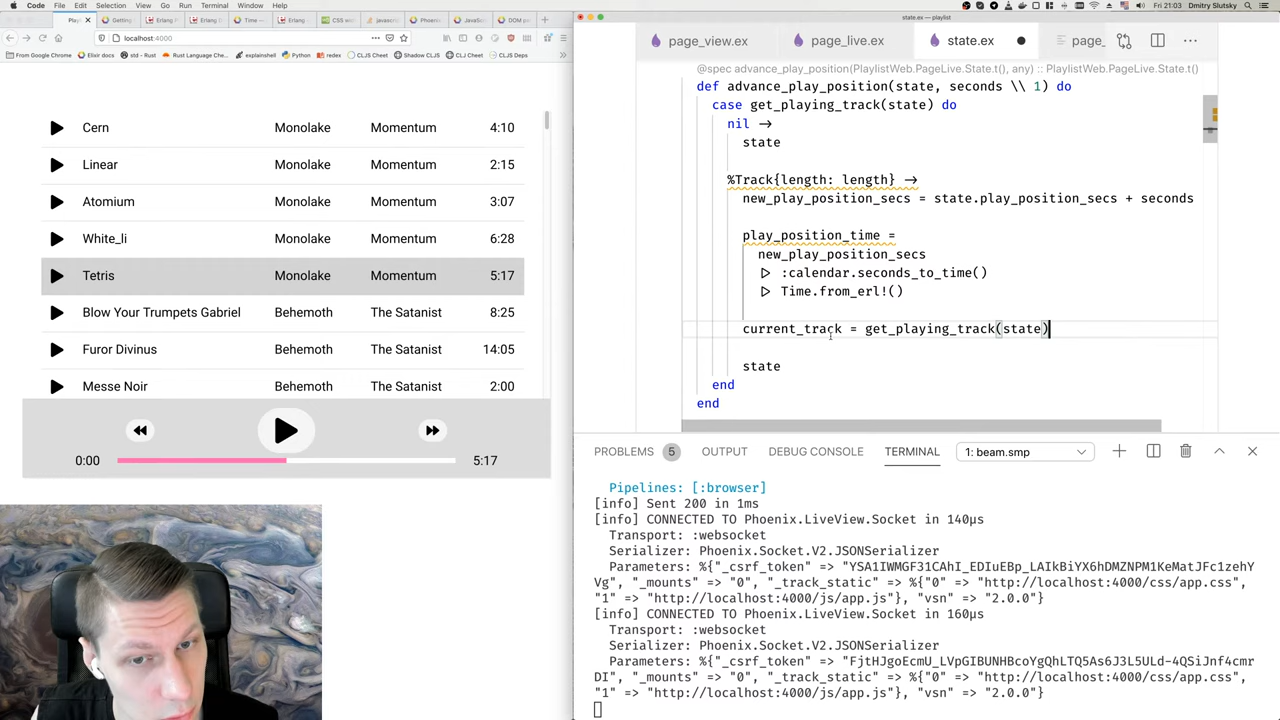 Code File Edit Selection View Go Run Terminal Window Help
Fri 21:03 Dmitry Slutsky
Getting
Erlang F
Erlang S
Time —
Erlang
CSS wri
javascri
Phoenix
JavaSc
DOM po
localhost:4000
From Google Chrome Elixir docs std - Rust Rust Language Che... explainshell Python Rords CLJS Cheet Shadow CLJS CLJ Cheet CLJS Deps
Cern Monolake Momentum 4:10
Linear Monolake Momentum 2:15
Atomium Monolake Momentum 3:07
White_li Monolake Momentum 6:28
Tetris Monolake Momentum 5:17
Blow Your Trumpets Gabriel Behemoth The Satanist 8:25
Furor Divinus Behemoth The Satanist 14:05
Messe Noir Behemoth The Satanist 2:00
0:00 5:17
state.ex — playlist
page_view.ex page_live.ex state.ex page_
@spec advance_play_position(PlaylistWeb.PageLive.State.t(), any) :: PlaylistWeb.PageLive.State.t()
def advance_play_position(state, seconds \\ 1) do
case get_playing_track(state) do
nil ->
state
%Track{length: length} ->
new_play_position_secs = state.play_position_secs + seconds
play_position_time =
new_play_position_secs
|> :calendar.seconds_to_time()
|> Time.from_erl!()
current_track = get_playing_track(state)
state
end
end
PROBLEMS 5 OUTPUT DEBUG CONSOLE TERMINAL 1: beam.smp
Pipelines: [:browser]
[info] Sent 200 in 1ms
[info] CONNECTED TO Phoenix.LiveView.Socket in 140µs
Transport: :websocket
Serializer: Phoenix.Socket.V2.JSONSerializer
Parameters: %{"_csrf_token" => "YSA1IWMGF31CAhI_EDIuEBp_LAIkBiYX6hDMZNPM1KeMatJFc1zehY
Vg", "_mounts" => "0", "_track_static" => %{"0" => "http://localhost:4000/css/app.css",
"1" => "http://localhost:4000/js/app.js"}, "vsn" => "2.0.0"}
[info] CONNECTED TO Phoenix.LiveView.Socket in 160µs
Transport: :websocket
Serializer: Phoenix.Socket.V2.JSONSerializer
Parameters: %{"_csrf_token" => "FjtHJgoEcmU_LVpGIBUNHBcoYgQhLTQ5As6J3L5ULd-4QSiJnf4cmr
DI", "_mounts" => "0", "_track_static" => %{"0" => "http://localhost:4000/css/app.css",
"1" => "http://localhost:4000/js/app.js"}, "vsn" => "2.0.0"}